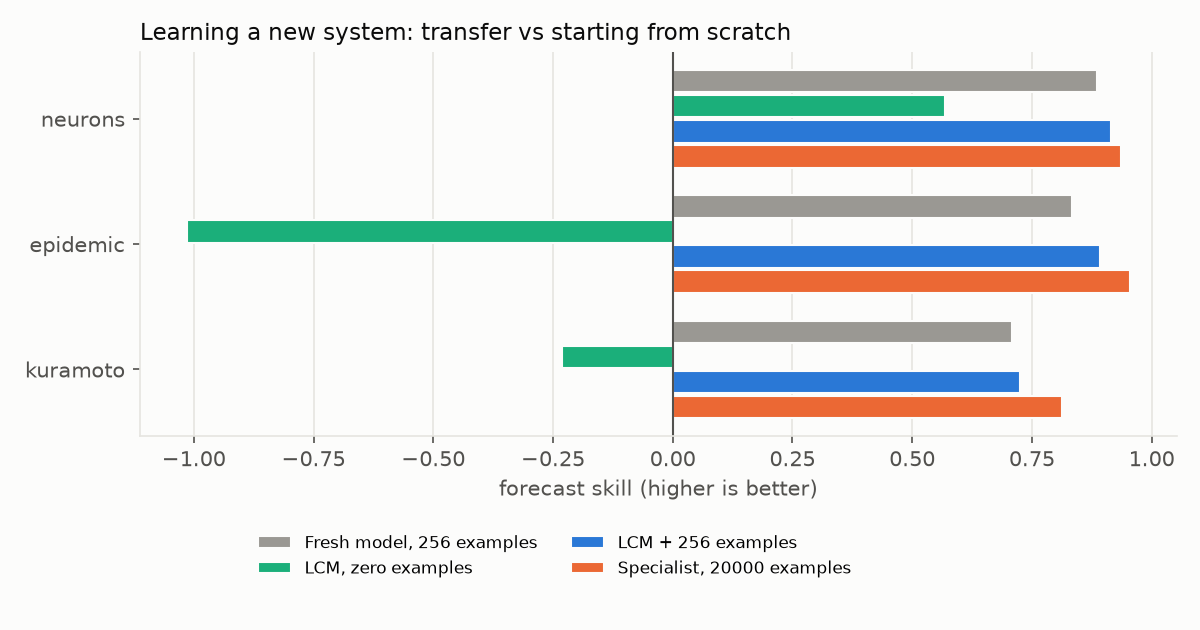 Learning a new system: transfer vs starting from scratch
neurons
epidemic
kuramoto
−1.00 −0.75 −0.50 −0.25 0.00 0.25 0.50 0.75 1.00
forecast skill (higher is better)
Fresh model, 256 examples
LCM, zero examples
LCM + 256 examples
Specialist, 20000 examples